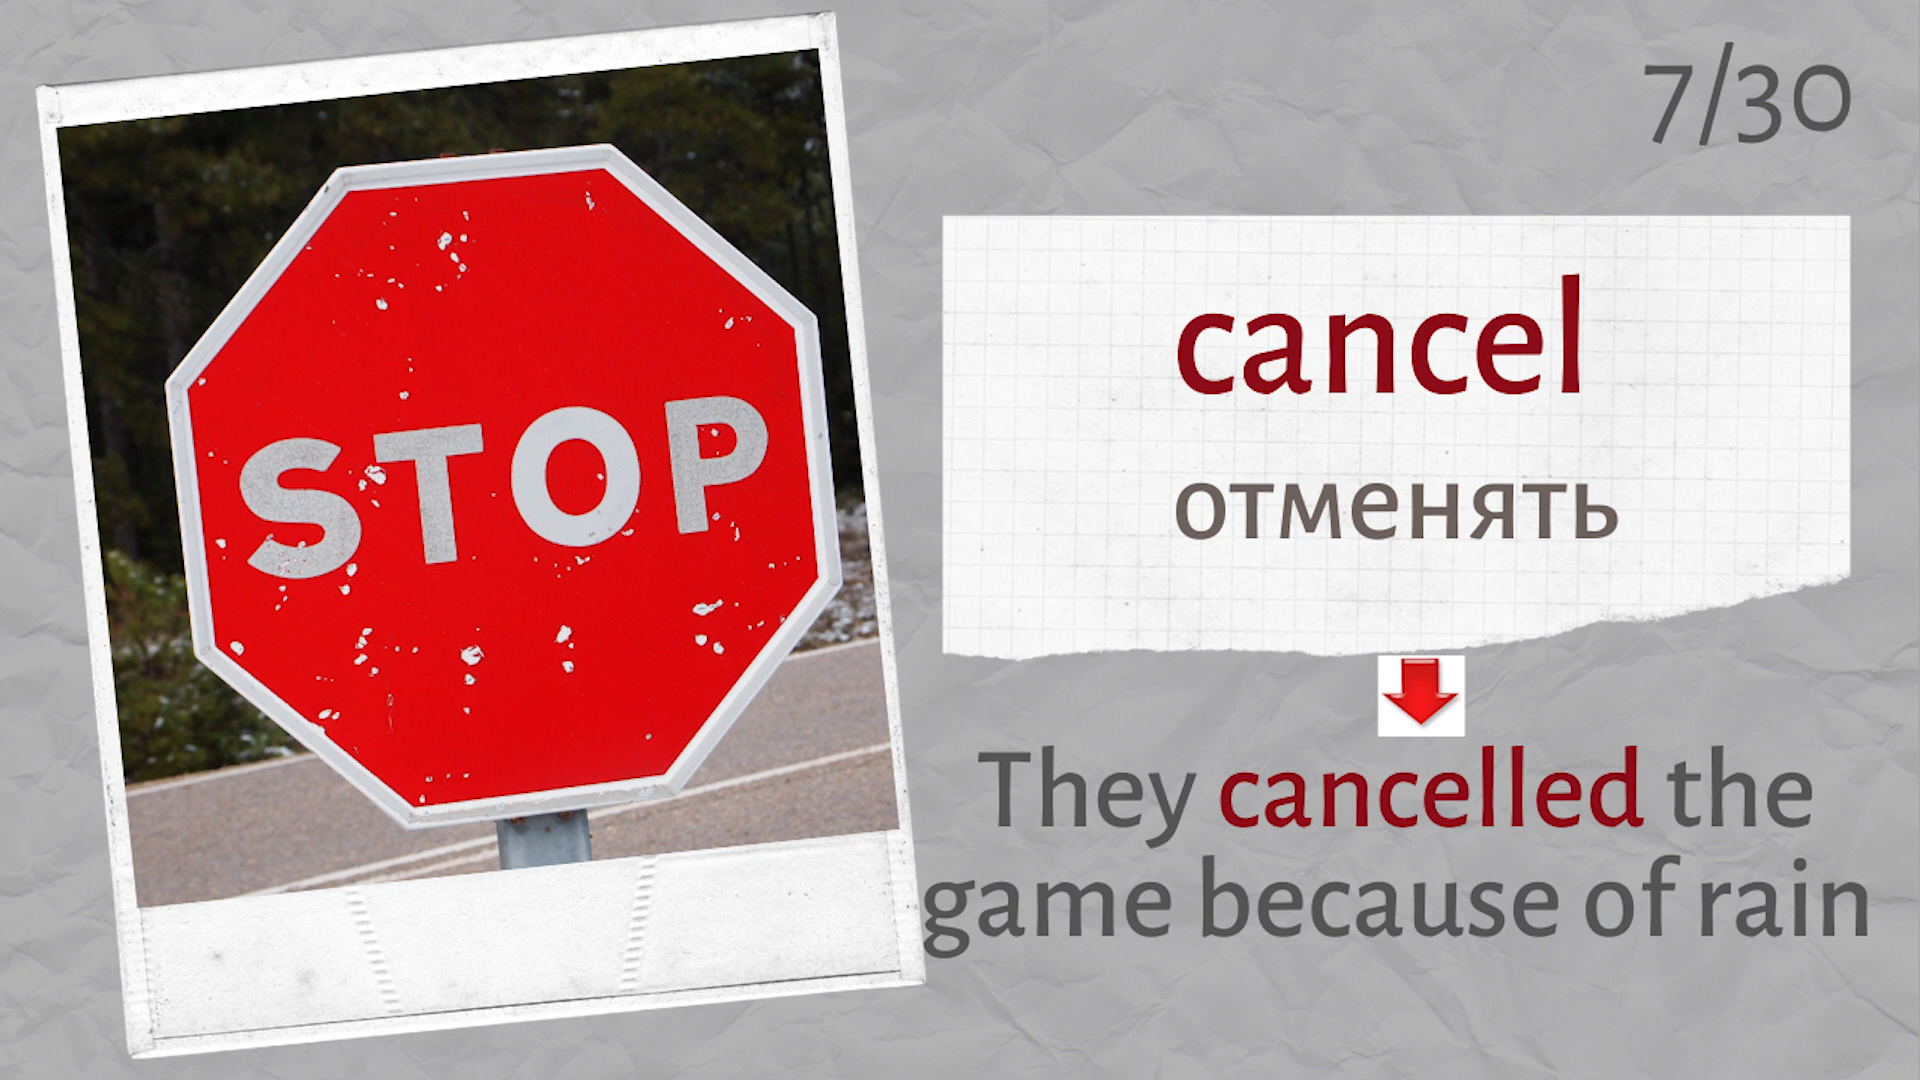 STOP
7/30
cancel
отменять
They cancelled the
game because of rain